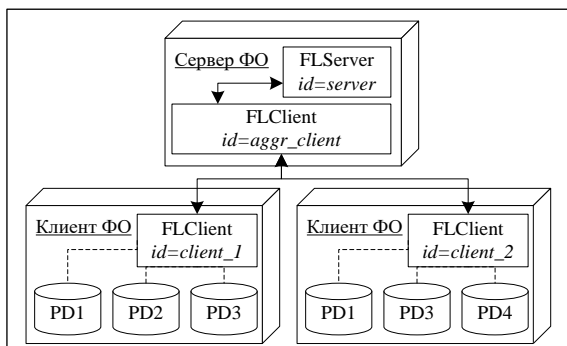 Сервер ФО
FLServer
id=server
FLClient
id=aggr_client
Клиент ФО
FLClient
id=client_1
PD1
PD2
PD3
Клиент ФО
FLClient
id=client_2
PD1
PD3
PD4